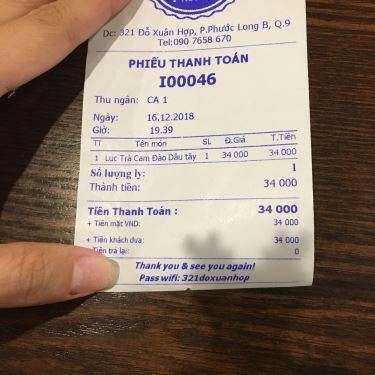 Dc: 321 Đỗ Xuân Hợp, P.Phước Long B, Q.9
Tel:090 7658 670
PHIẾU THANH TOÁN
I00046
Thu ngân: CA 1
Ngày: 16.12.2018
Giờ: 19.39
TT Tên món SL Đ.Giá T.Tiền
1 Lục Trà Cam Đào Dâu tây 1 34 000 34 000
Số lượng ly: 1
Thành tiền: 34 000
Tiền Thanh Toán : 34 000
+ Tiền mặt VND: 34 000
+ Tiền khách đưa: 34 000
Tiền trả lại: 0
Thank you & see you again!
Pass wifi: 321doxuanhop